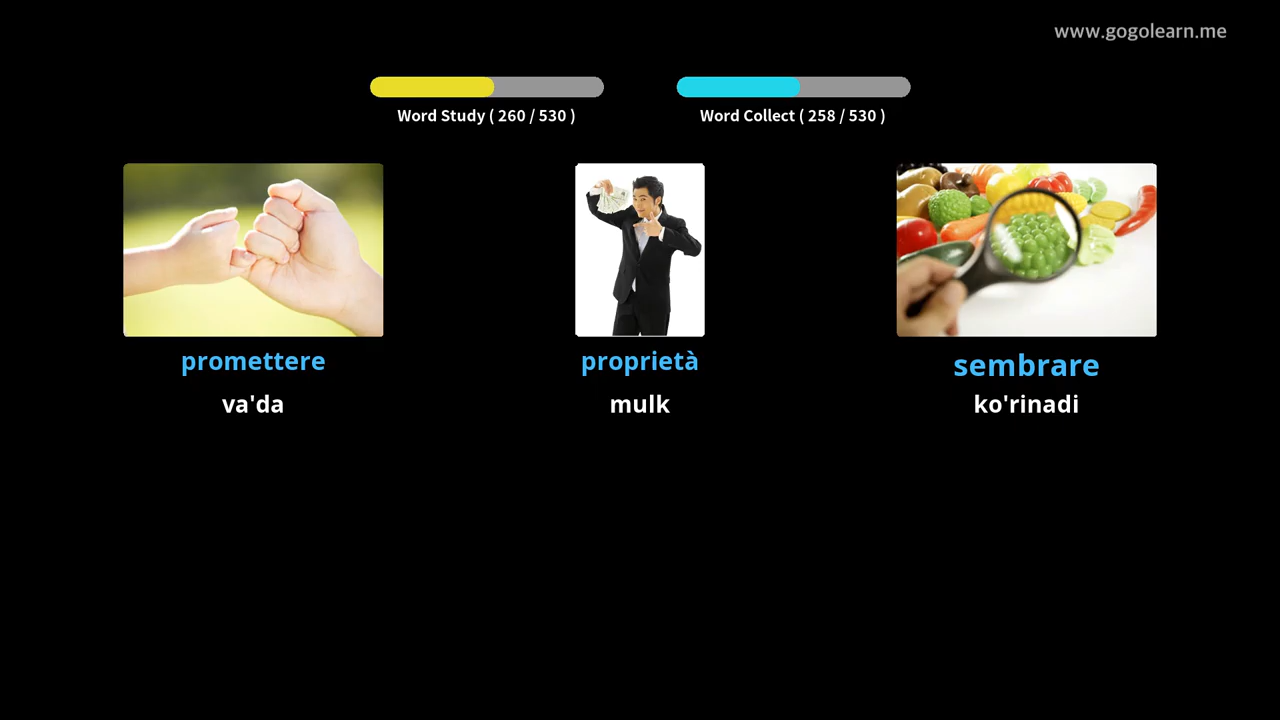 www.gogolearn.me
Word Study ( 260 / 530 )
Word Collect ( 258 / 530 )
promettere
proprietà
sembrare
va'da
mulk
ko'rinadi